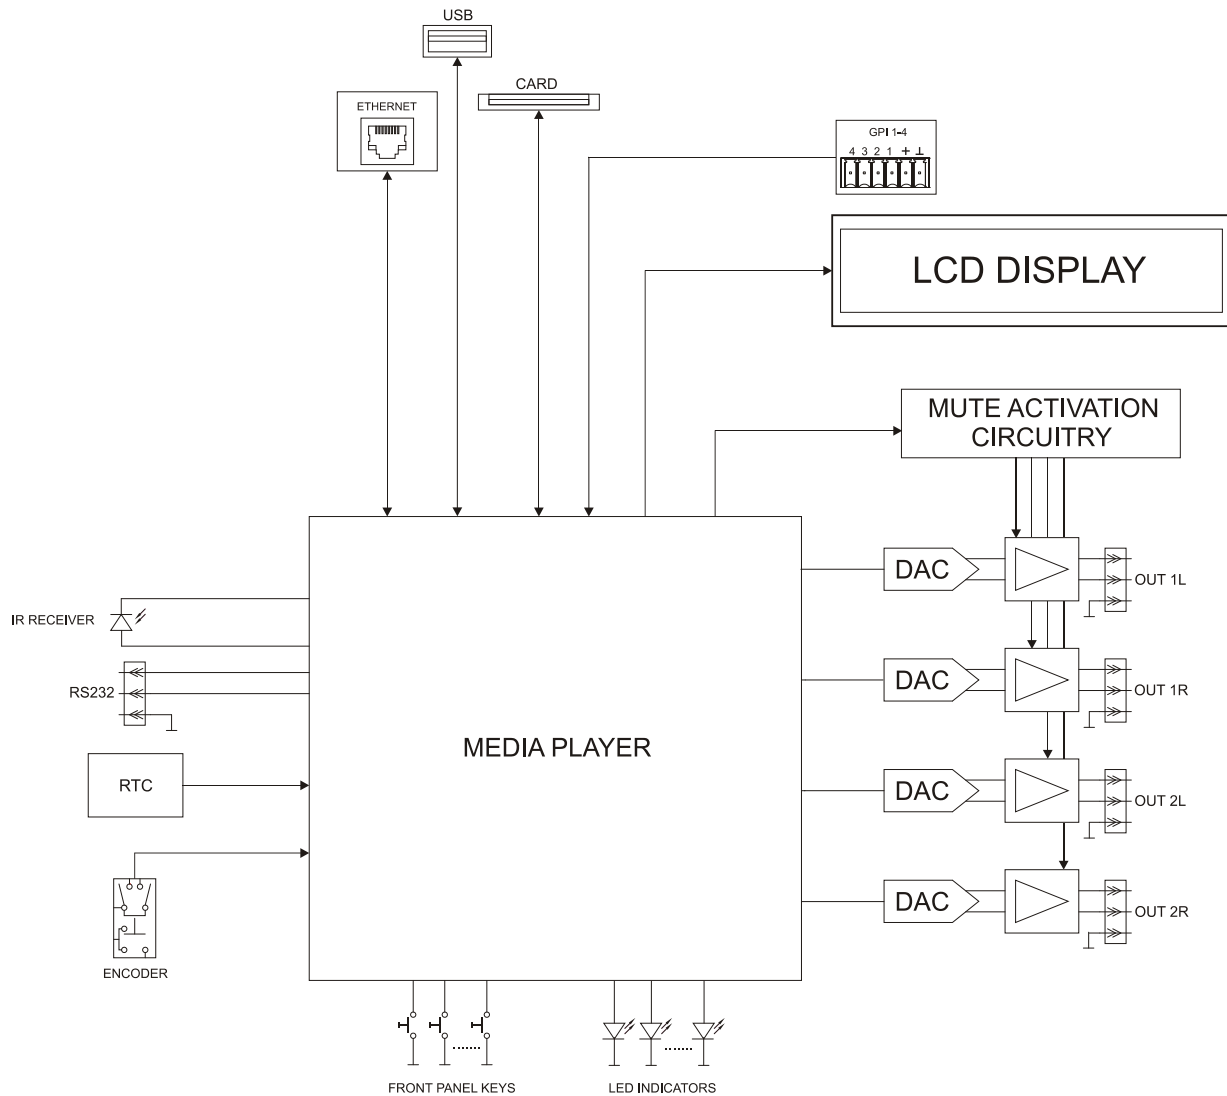 USB
CARD
ETHERNET
GPI 1-4
4 3 2 1 + ⊥
LCD DISPLAY
MUTE ACTIVATION
CIRCUITRY
DAC
OUT 1L
IR RECEIVER
DAC
OUT 1R
RS232
MEDIA PLAYER
RTC
DAC
OUT 2L
DAC
OUT 2R
ENCODER
FRONT PANEL KEYS
LED INDICATORS